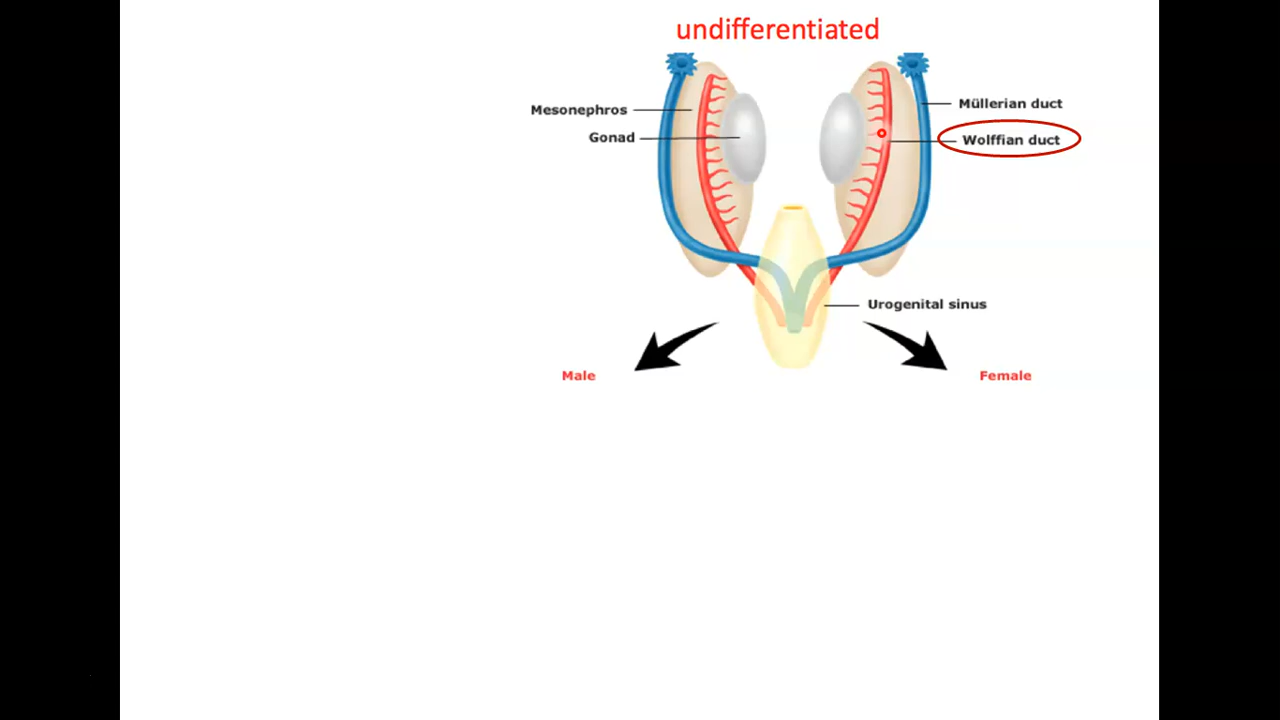 undifferentiated
Mesonephros
Müllerian duct
Gonad
Wolffian duct
Urogenital sinus
Male
Female